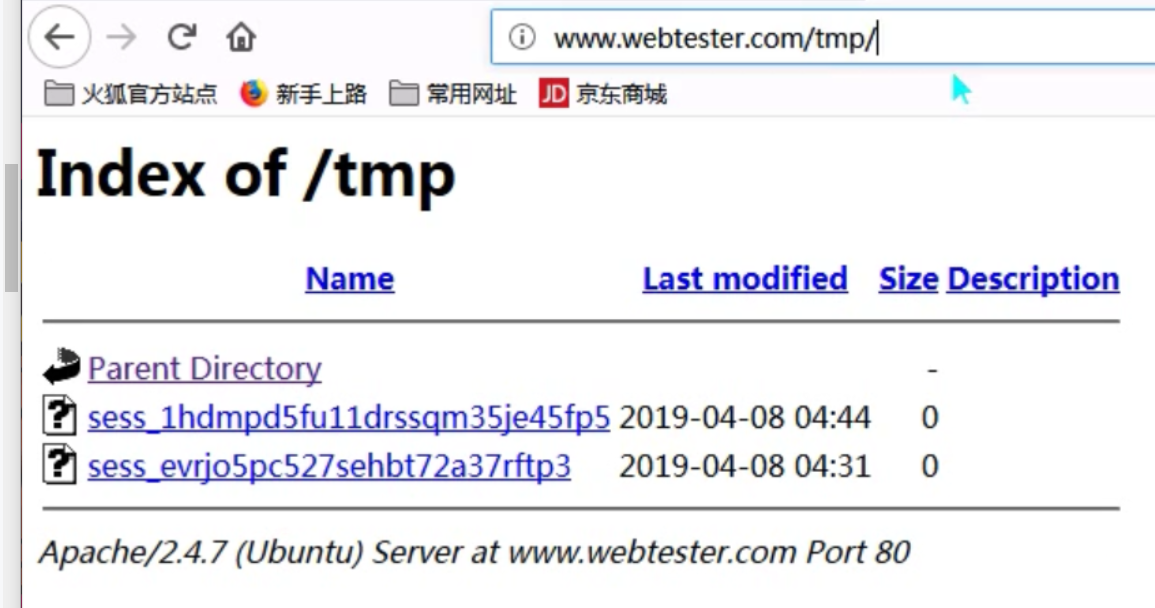 www.webtester.com/tmp/
火狐官方站点 新手上路 常用网址 JD 京东商城
Index of /tmp
Name Last modified Size Description
Parent Directory -
sess_1hdmpd5fu11drssqm35je45fp5 2019-04-08 04:44 0
sess_evrjo5pc527sehbt72a37rftp3 2019-04-08 04:31 0
Apache/2.4.7 (Ubuntu) Server at www.webtester.com Port 80